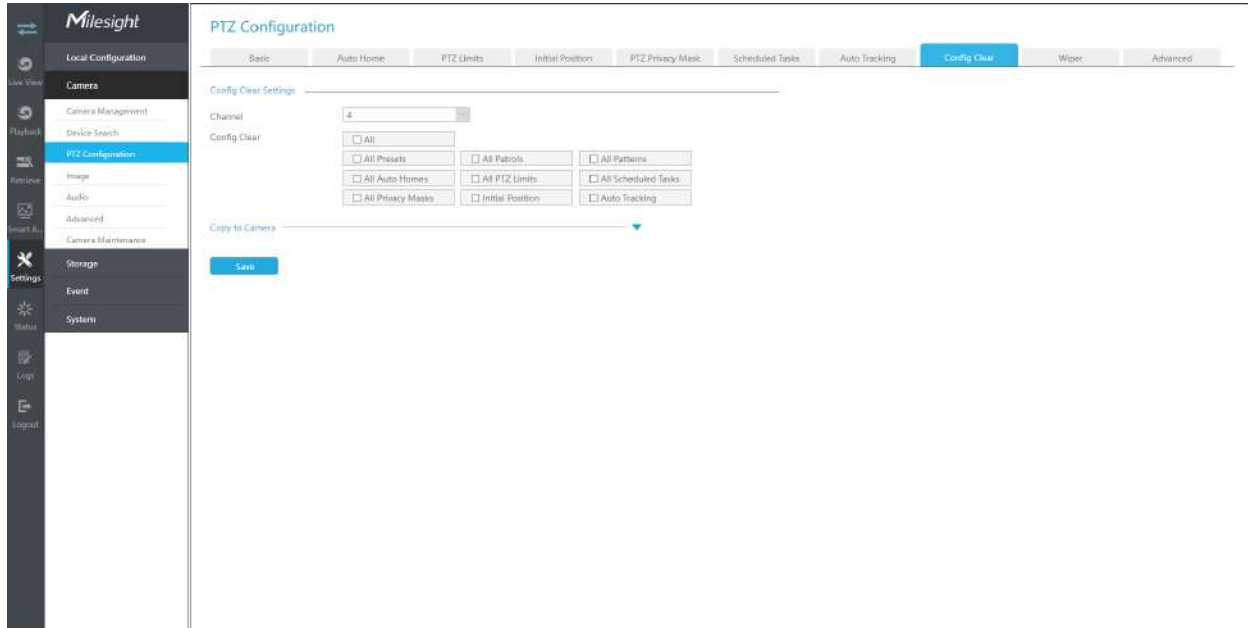 Milesight
Live View
Playback
Retrieve
Smart A...
Settings
Status
Logs
Logout
Local Configuration
Camera
Camera Management
Device Search
PTZ Configuration
Image
Audio
Advanced
Camera Maintenance
Storage
Event
System
PTZ Configuration
Basic Auto Home PTZ Limits Initial Position PTZ Privacy Mask Scheduled Tasks Auto Tracking Config Clear Wiper Advanced
Config Clear Settings
Channel 4
Config Clear All
All Presets All Patrols All Patterns
All Auto Homes All PTZ Limits All Scheduled Tasks
All Privacy Masks Initial Position Auto Tracking
Copy to Camera
Save